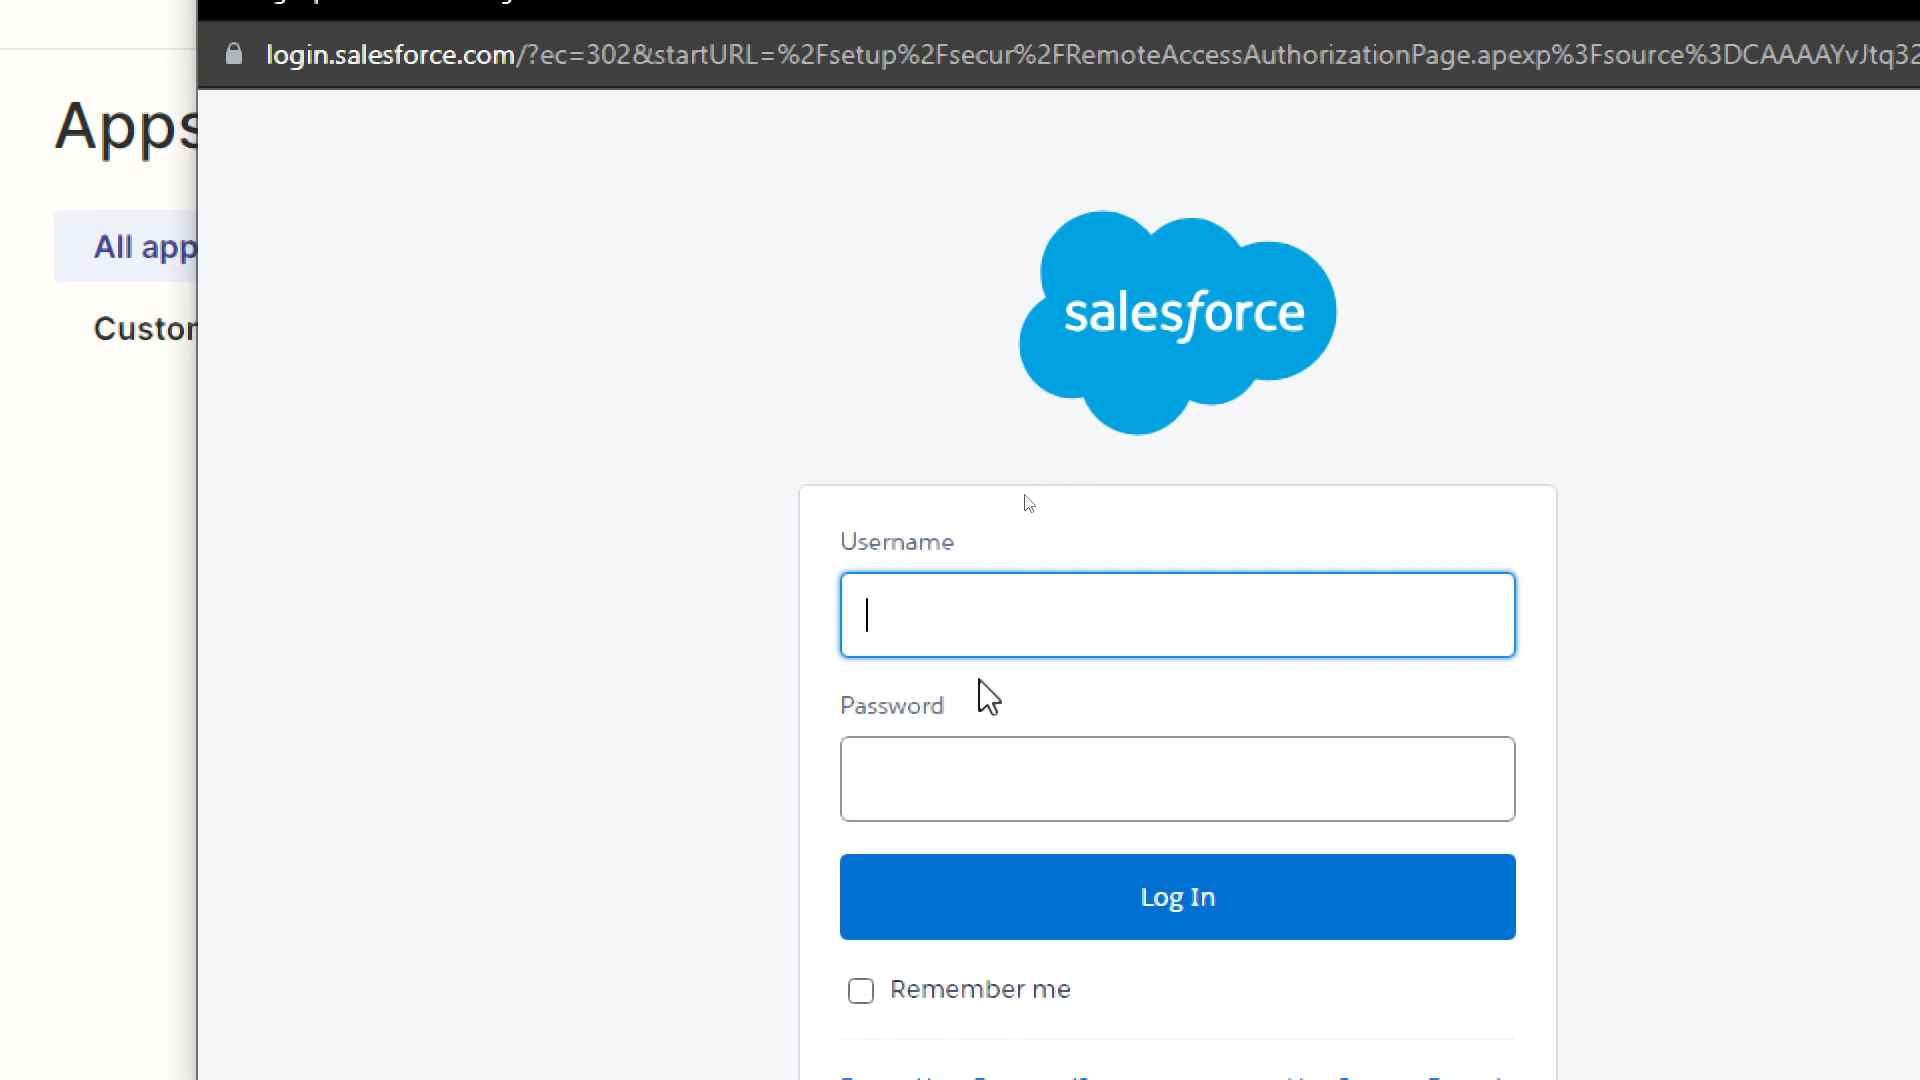 login.salesforce.com/?ec=302&startURL=%2Fsetup%2Fsecur%2FRemoteAccessAuthorizationPage.apexp%3Fsource%3DCAAAAYvJtq32
Apps
All app
Custor
salesforce
Username
Password
Log In
Remember me